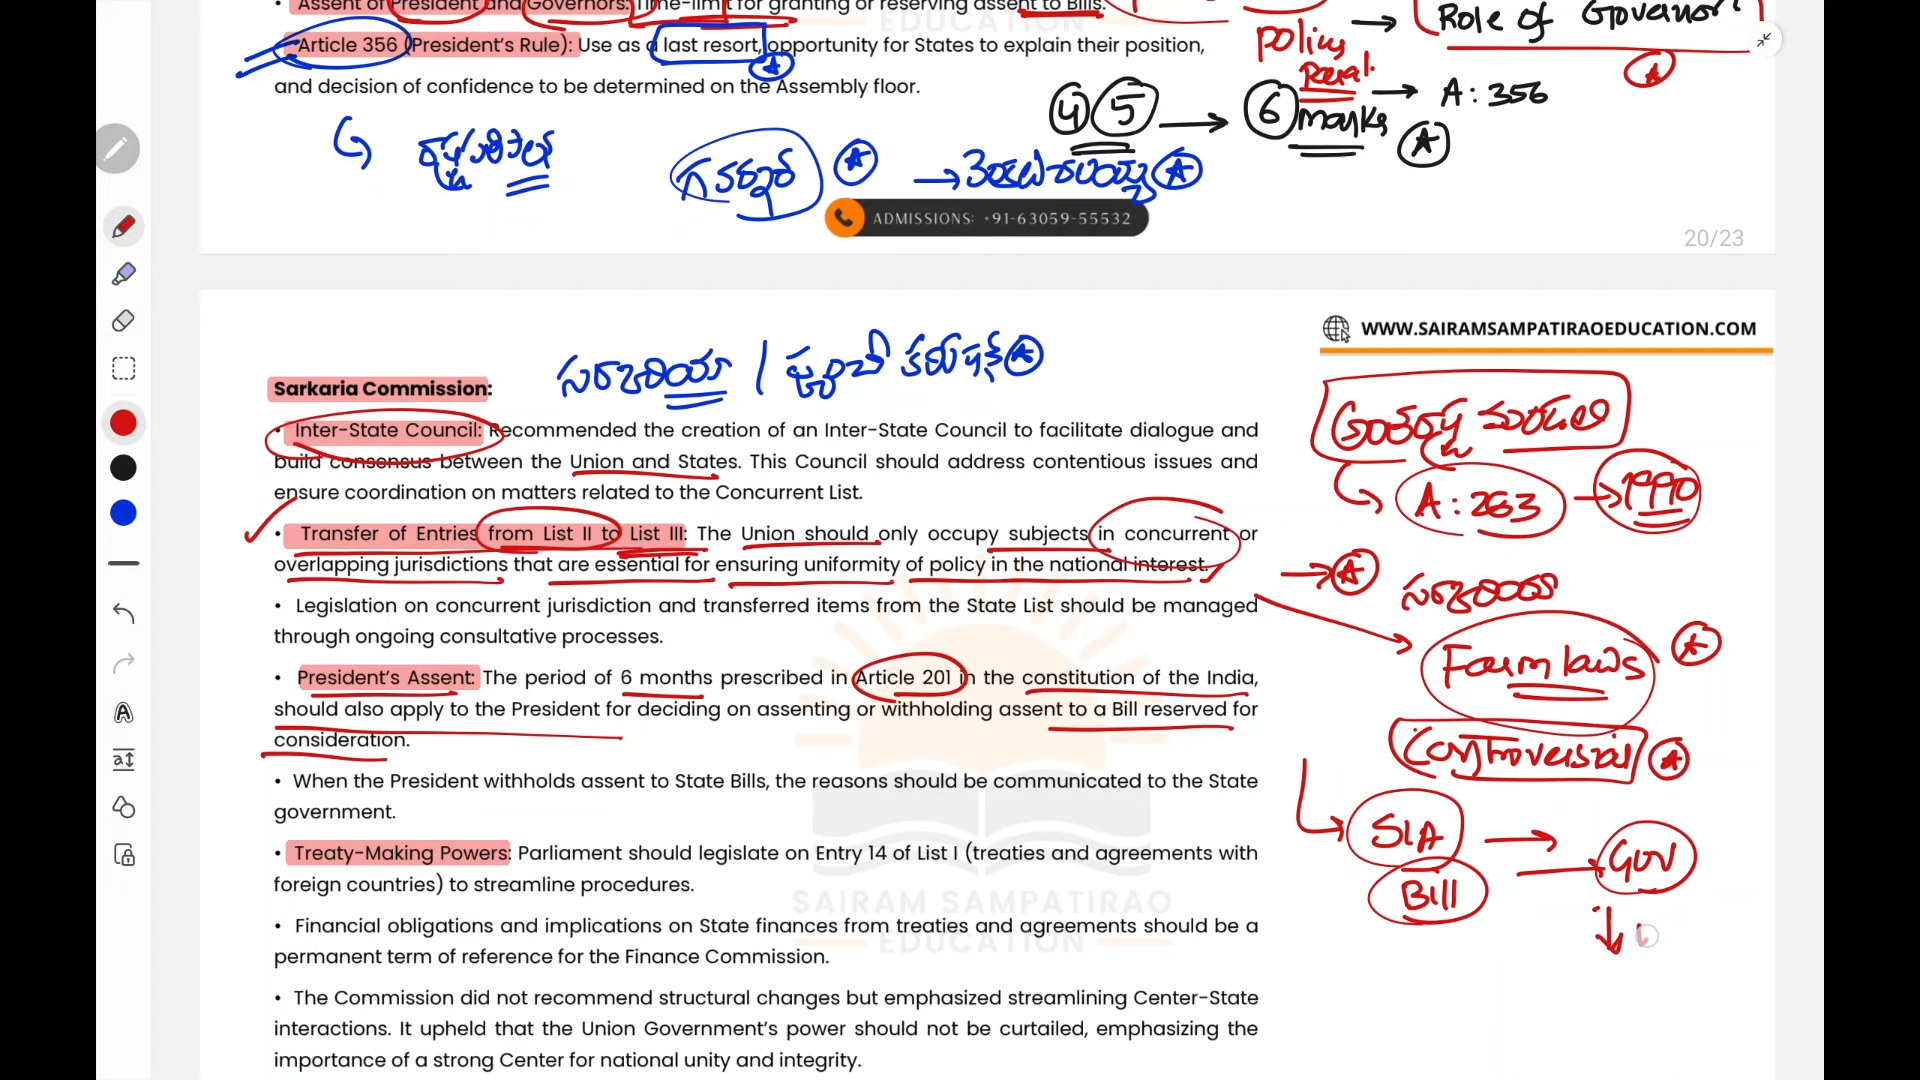 • Assent of President and Governors: Time-limit for granting or reserving assent to Bills.
Role of Governor
• Article 356 (President's Rule): Use as a last resort, opportunity for States to explain their position,
and decision of confidence to be determined on the Assembly floor.
policy
Rural
→ A: 356
4 5 → 6 marks A
గవర్నర్ A
A
ADMISSIONS: +91-63059-55532
20/23
WWW.SAIRAMSAMPATIRAOEDUCATION.COM
సర్కారియా / పూంచీ కమీషన్ A
Sarkaria Commission:
• Inter-State Council: Recommended the creation of an Inter-State Council to facilitate dialogue and
build consensus between the Union and States. This Council should address contentious issues and
ensure coordination on matters related to the Concurrent List.
• Transfer of Entries from List II to List III: The Union should only occupy subjects in concurrent or
overlapping jurisdictions that are essential for ensuring uniformity of policy in the national interest.
• Legislation on concurrent jurisdiction and transferred items from the State List should be managed
through ongoing consultative processes.
• President's Assent: The period of 6 months prescribed in Article 201 in the constitution of the India,
should also apply to the President for deciding on assenting or withholding assent to a Bill reserved for
consideration.
• When the President withholds assent to State Bills, the reasons should be communicated to the State
government.
• Treaty-Making Powers: Parliament should legislate on Entry 14 of List I (treaties and agreements with
foreign countries) to streamline procedures.
• Financial obligations and implications on State finances from treaties and agreements should be a
permanent term of reference for the Finance Commission.
• The Commission did not recommend structural changes but emphasized streamlining Center-State
interactions. It upheld that the Union Government's power should not be curtailed, emphasizing the
importance of a strong Center for national unity and integrity.
A: 263 → 1990
→ A సర్కారియా
Farm laws A
Controversial A
SLA → Gov
Bill
SAIRAM SAMPATIRAO
EDUCATION